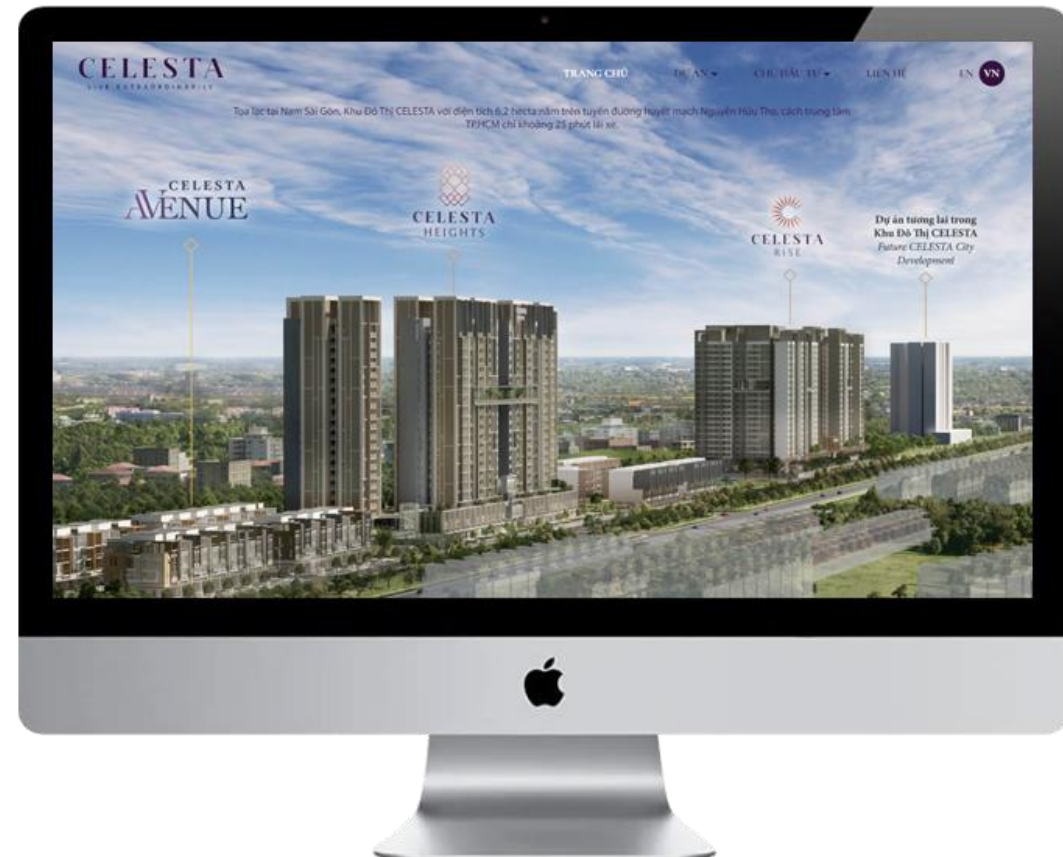 CELESTA
LIVE EXTRAORDINARILY
TRANG CHỦ
DỰ ÁN
CHỦ ĐẦU TƯ
LIÊN HỆ
EN
VN
Tọa lạc tại Nam Sài Gòn, Khu Đô Thị CELESTA với diện tích 6.2 hecta nằm trên tuyến đường huyết mạch Nguyễn Hữu Thọ, cách trung tâm
TP.HCM chỉ khoảng 25 phút lái xe.
CELESTA
AVENUE
CELESTA
HEIGHTS
CELESTA
RISE
Dự án tương lai trong
Khu Đô Thị CELESTA
Future CELESTA City
Development